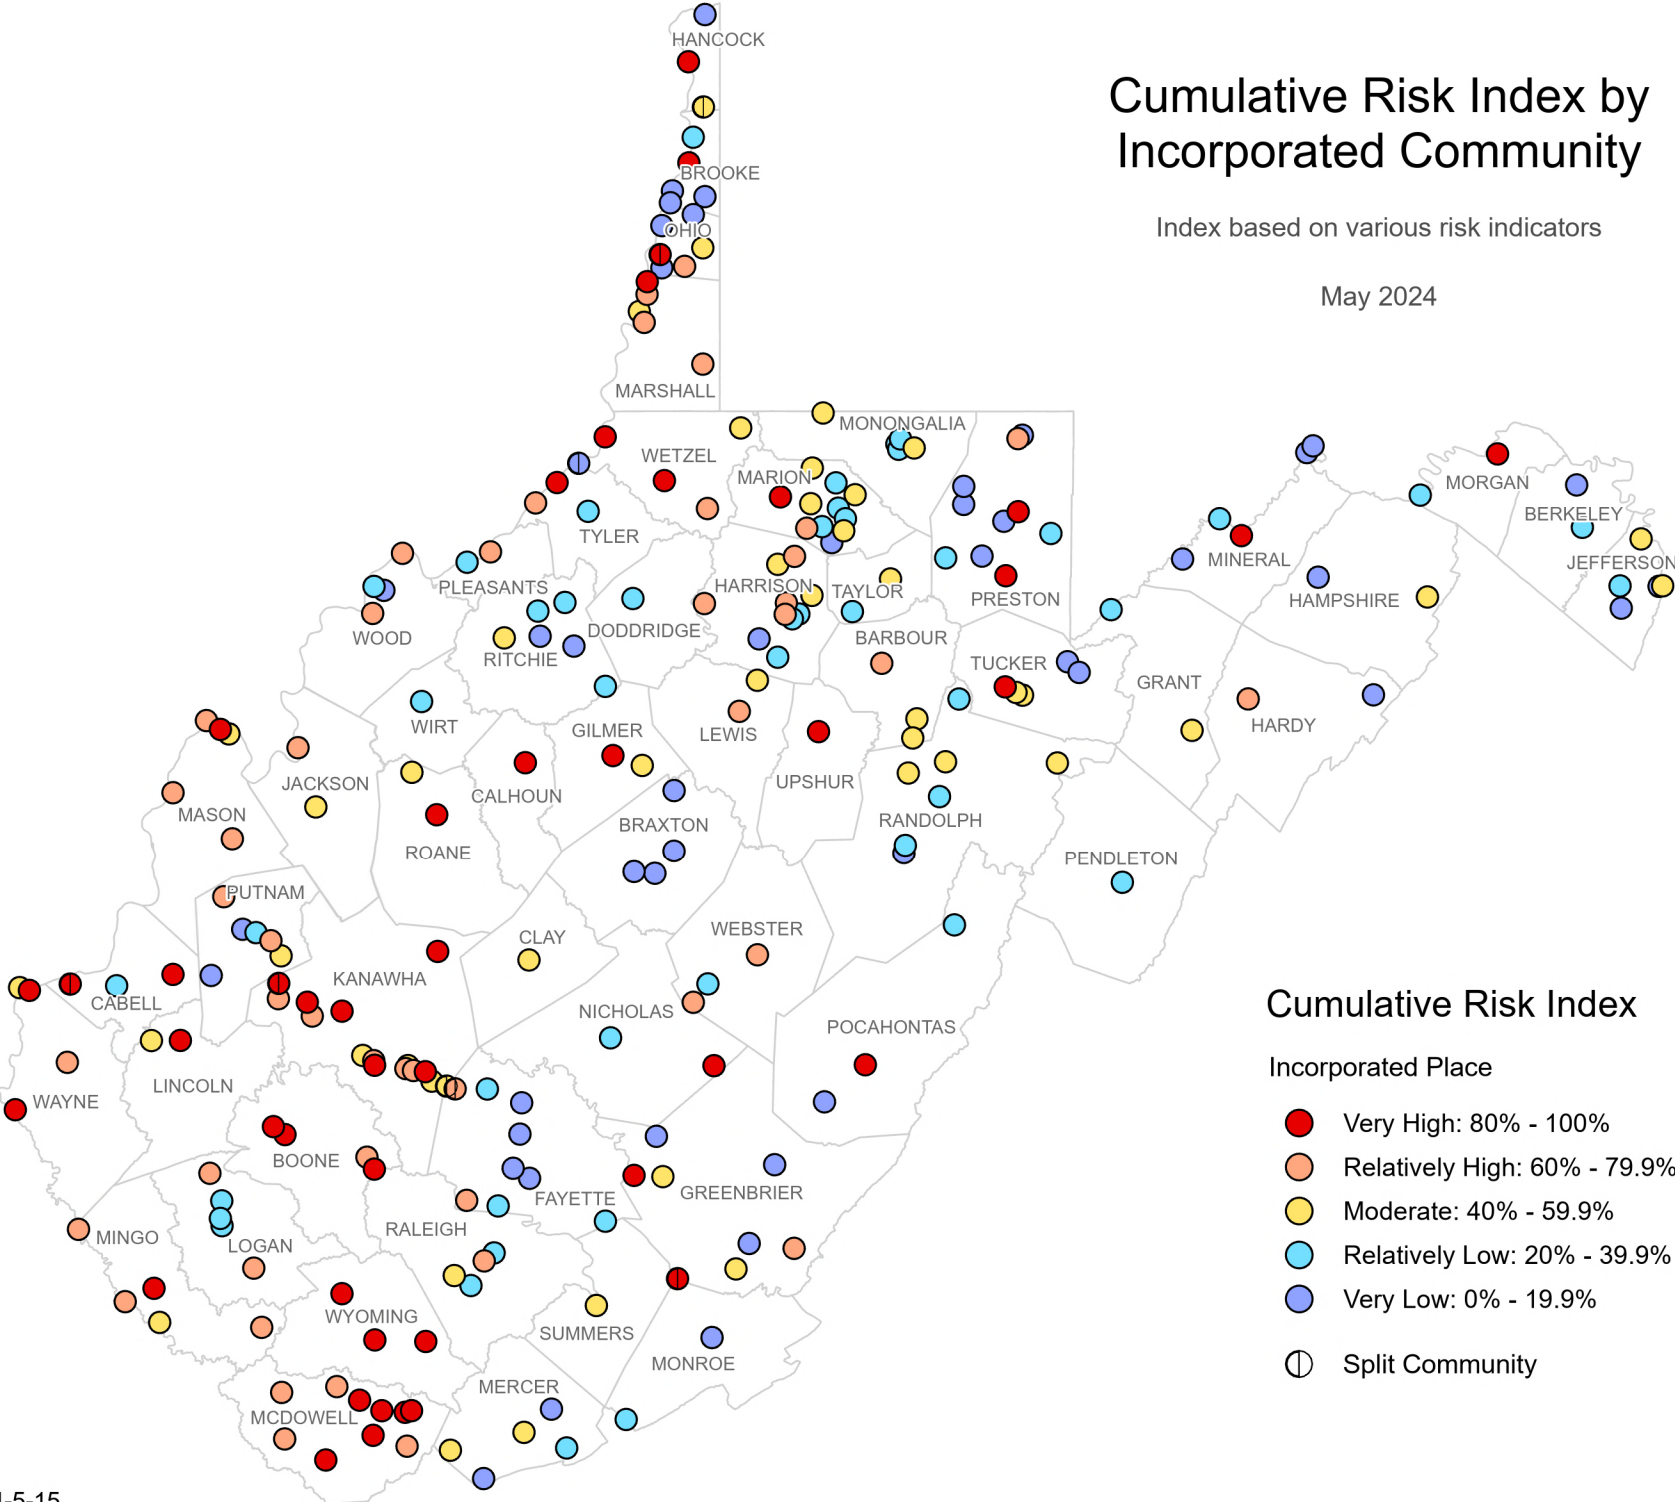 HANCOCK
Cumulative Risk Index by
Incorporated Community
BROOKE
Index based on various risk indicators
OHIO
May 2024
MARSHALL
MONONGALIA
WETZEL
MARION
MORGAN
BERKELEY
TYLER
JEFFERSON
MINERAL
PLEASANTS
HARRISON
TAYLOR
PRESTON
HAMPSHIRE
DODDRIDGE
WOOD
BARBOUR
RITCHIE
TUCKER
GRANT
WIRT
GILMER
LEWIS
HARDY
JACKSON
UPSHUR
CALHOUN
MASON
BRAXTON
RANDOLPH
ROANE
PENDLETON
PUTNAM
WEBSTER
CLAY
KANAWHA
CABELL
NICHOLAS
POCAHONTAS
Cumulative Risk Index
Incorporated Place
LINCOLN
WAYNE
Very High: 80% - 100%
BOONE
Relatively High: 60% - 79.9%
FAYETTE
GREENBRIER
Moderate: 40% - 59.9%
RALEIGH
MINGO
LOGAN
Relatively Low: 20% - 39.9%
Very Low: 0% - 19.9%
WYOMING
SUMMERS
MONROE
Split Community
MERCER
MCDOWELL
-5-15